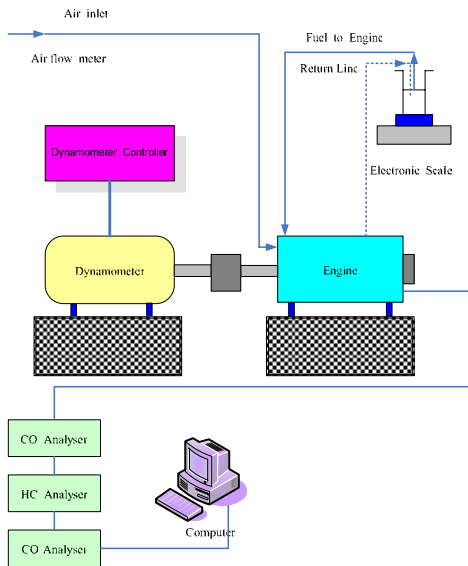 Air inlet
Air flow meter
Fuel to Engine
Return Line
Electronic Scale
Dynamometer Controller
Dynamometer
Engine
CO Analyser
HC Analyser
CO Analyser
Computer